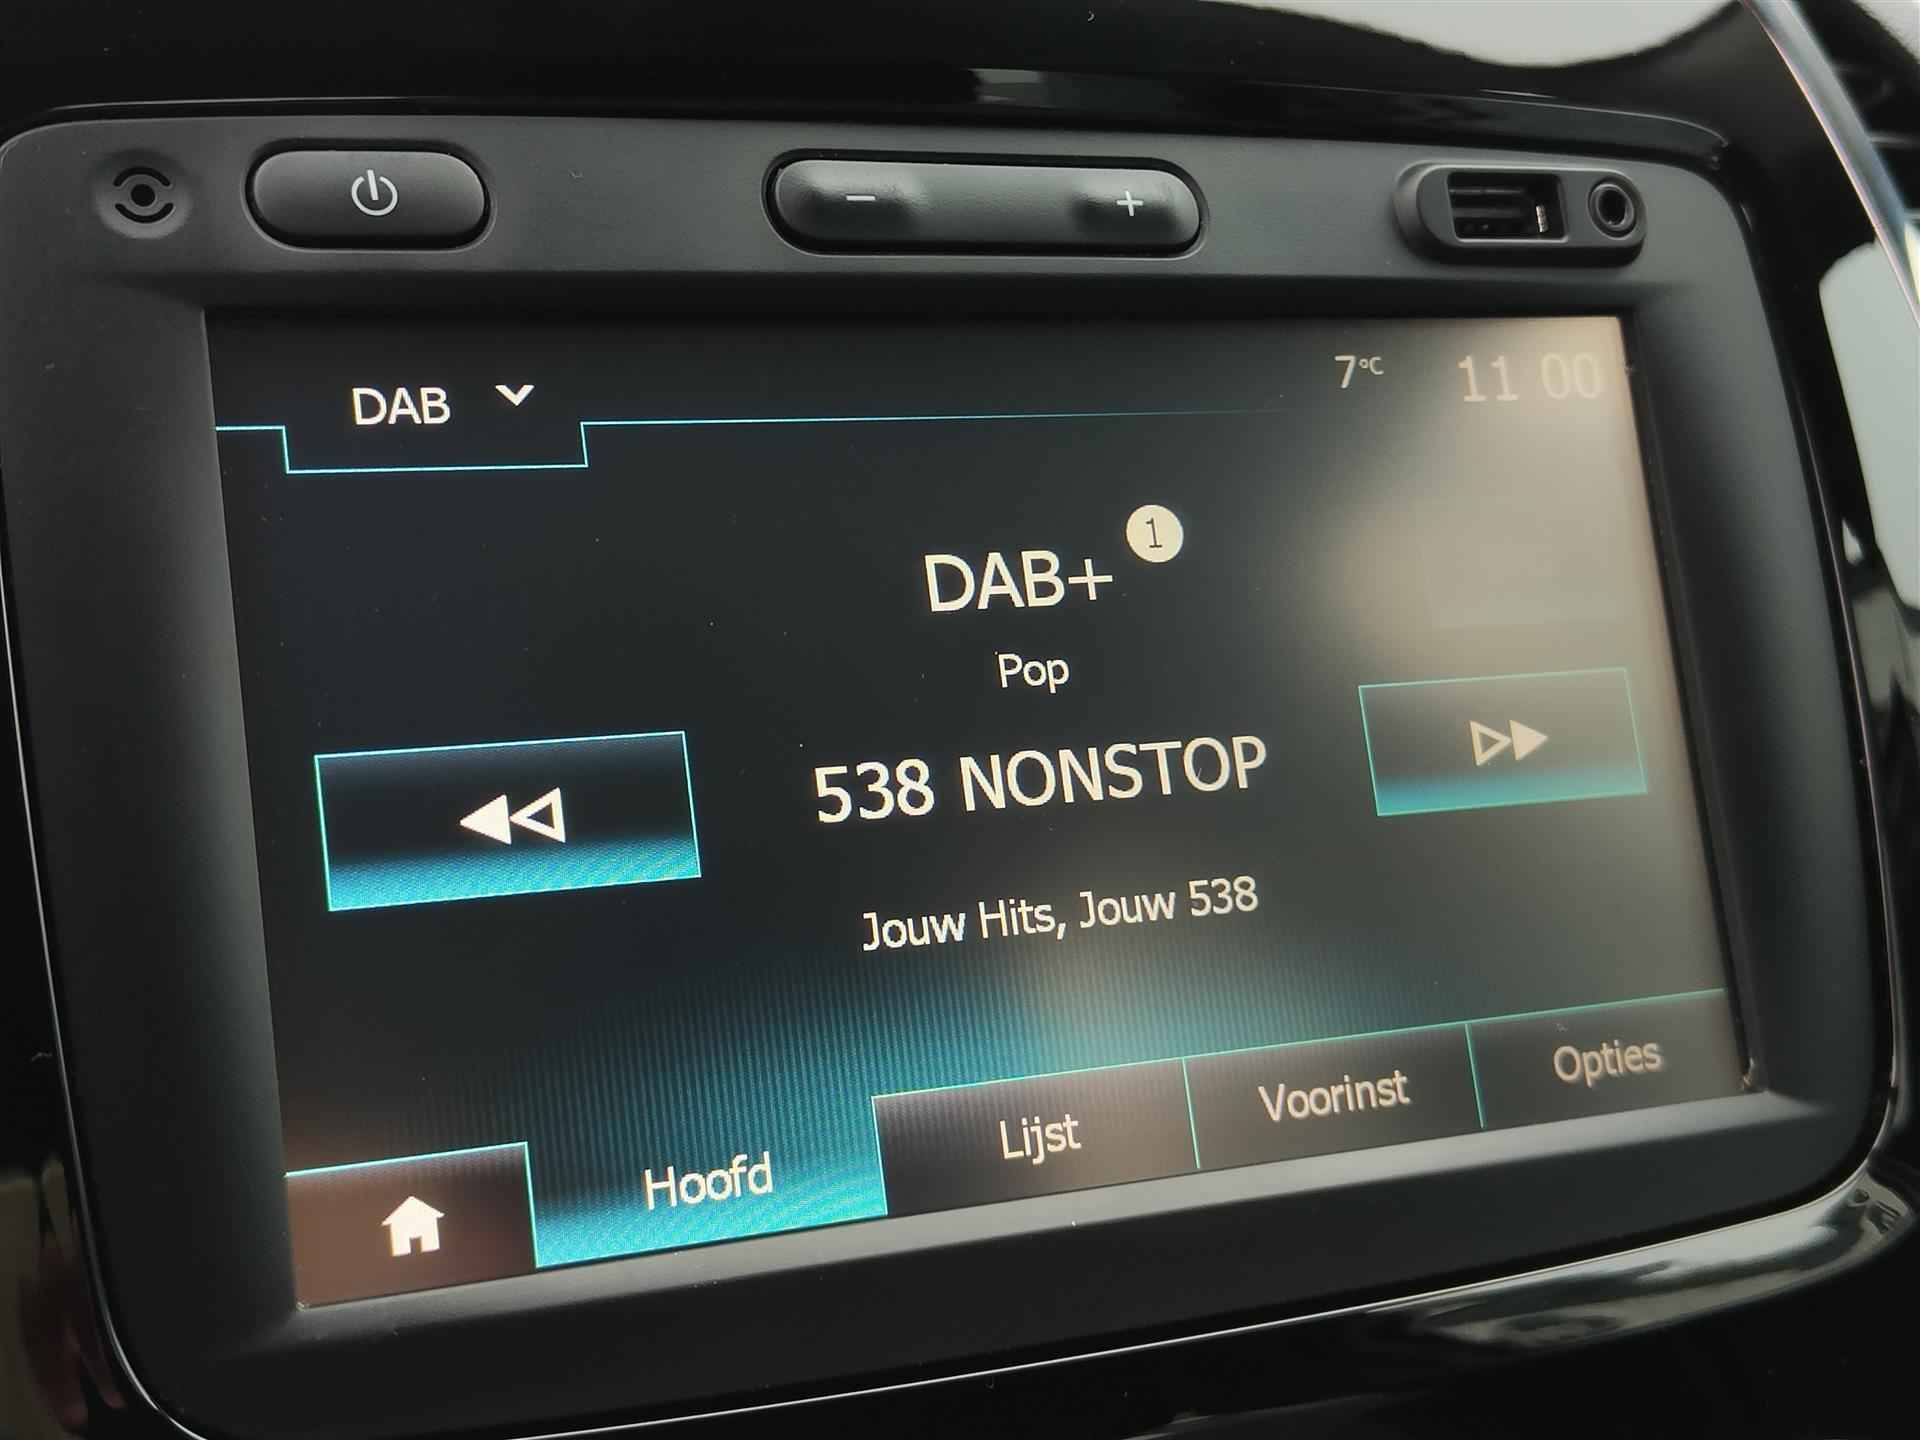 DAB
7°C 11 00
DAB+ 1
Pop
538 NONSTOP
Jouw Hits, Jouw 538
Hoofd Lijst Voorinst Opties